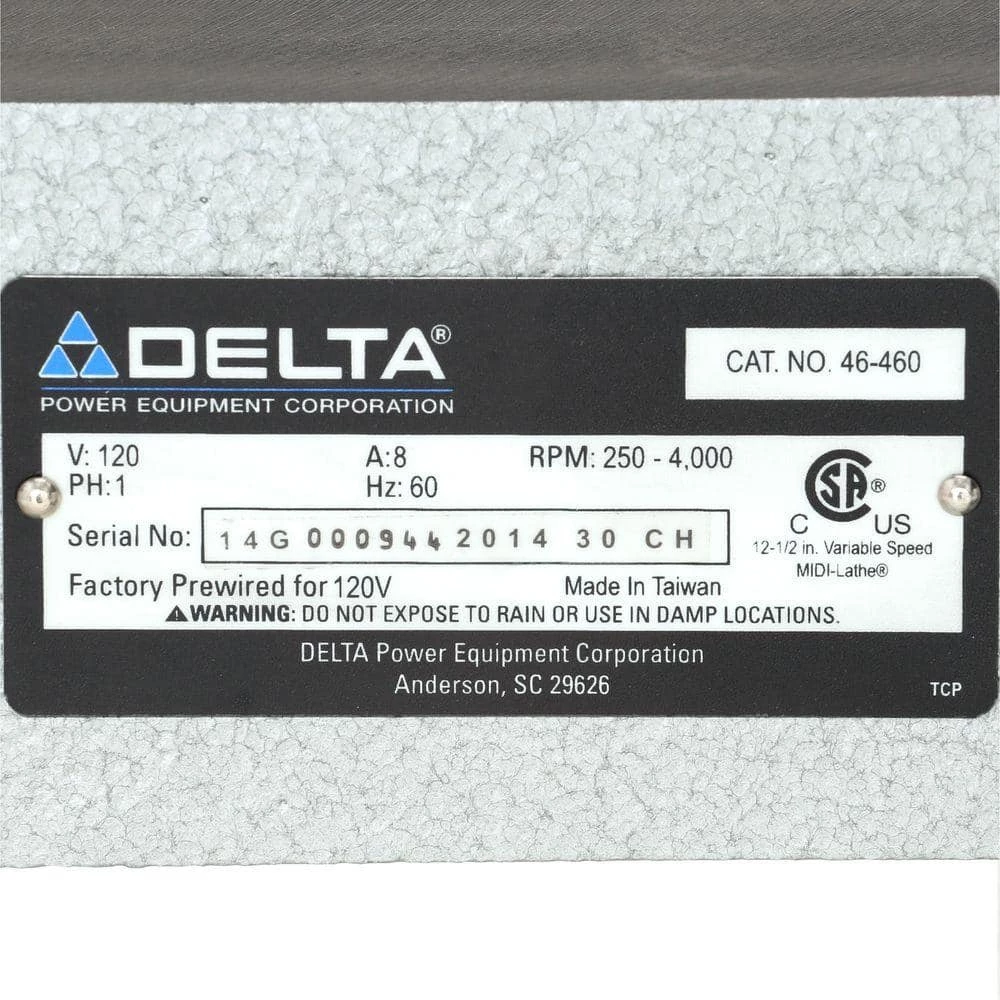 DELTA®
POWER EQUIPMENT CORPORATION
CAT. NO. 46-460
V: 120 A:8 RPM: 250 - 4,000
PH:1 Hz: 60
Serial No: 14G 000944 2014 30 CH
SA®
C US
12-1/2 in. Variable Speed
MIDI-Lathe®
Factory Prewired for 120V Made In Taiwan
⚠WARNING: DO NOT EXPOSE TO RAIN OR USE IN DAMP LOCATIONS.
DELTA Power Equipment Corporation
Anderson, SC 29626
TCP